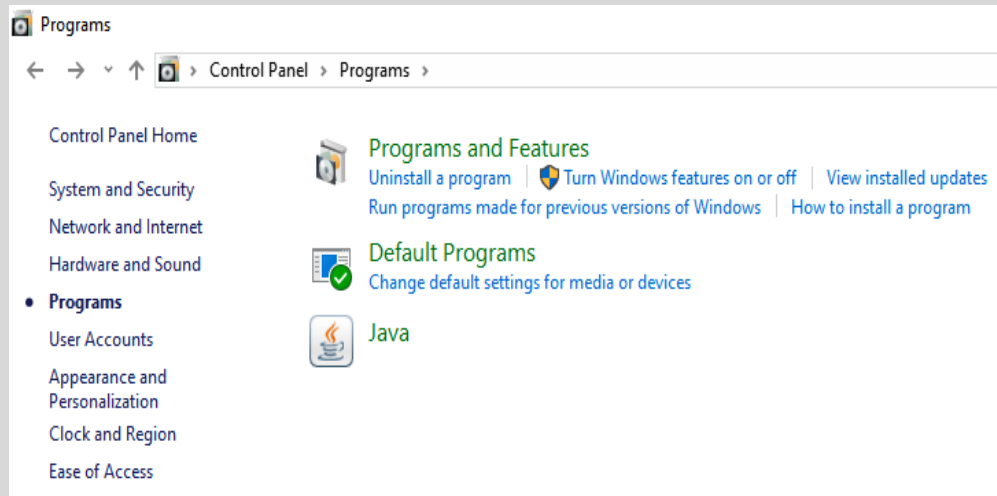 Programs
Control Panel > Programs >
Control Panel Home
System and Security
Network and Internet
Hardware and Sound
Programs
User Accounts
Appearance and
Personalization
Clock and Region
Ease of Access
Programs and Features
Uninstall a program | Turn Windows features on or off | View installed updates
Run programs made for previous versions of Windows | How to install a program
Default Programs
Change default settings for media or devices
Java